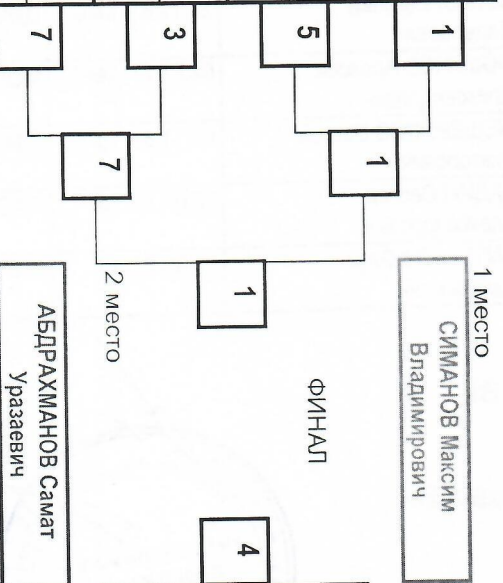 1 место
СИМАНОВ Максим
Владимирович
1
5
3
7
1
7
1
ФИНАЛ
4
2 место
АБДРАХМАНОВ Самат
Уразаевич